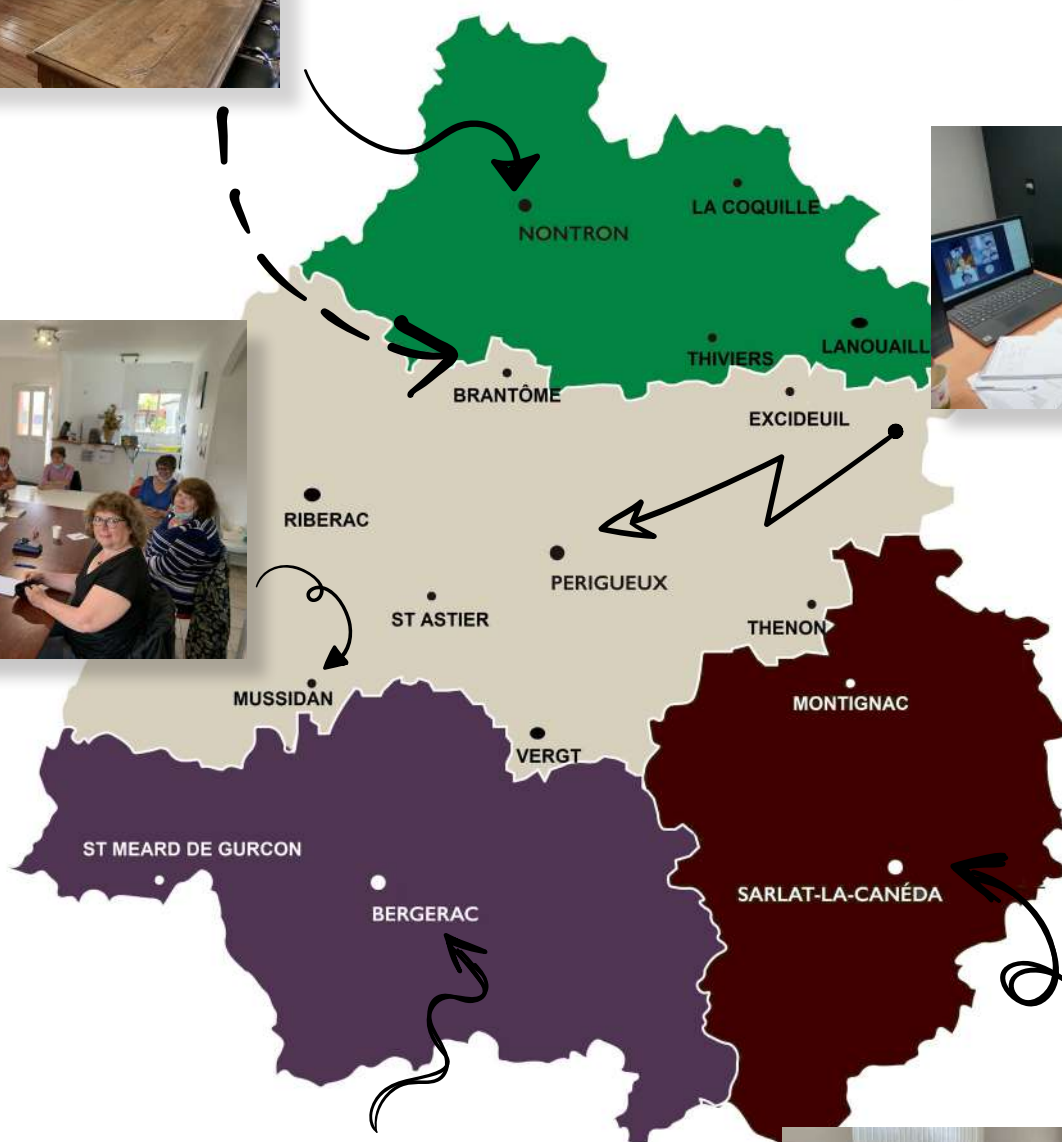 LA COQUILLE
NONTRON
LANOUAILL
THIVIERS
BRANTÔME
EXCIDEUIL
RIBERAC
PERIGUEUX
ST ASTIER
THENON
MUSSIDAN
MONTIGNAC
VERGT
ST MEARD DE GURCON
SARLAT-LA-CANÉDA
BERGERAC